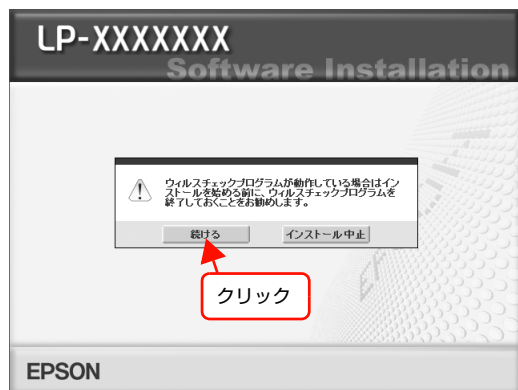 LP-XXXXXXX
Software Installation
ウィルスチェックプログラムが動作している場合はイン
ストールを始める前に、ウィルスチェックプログラムを
終了しておくことをお勧めします。
続ける
インストール中止
クリック
EPSON